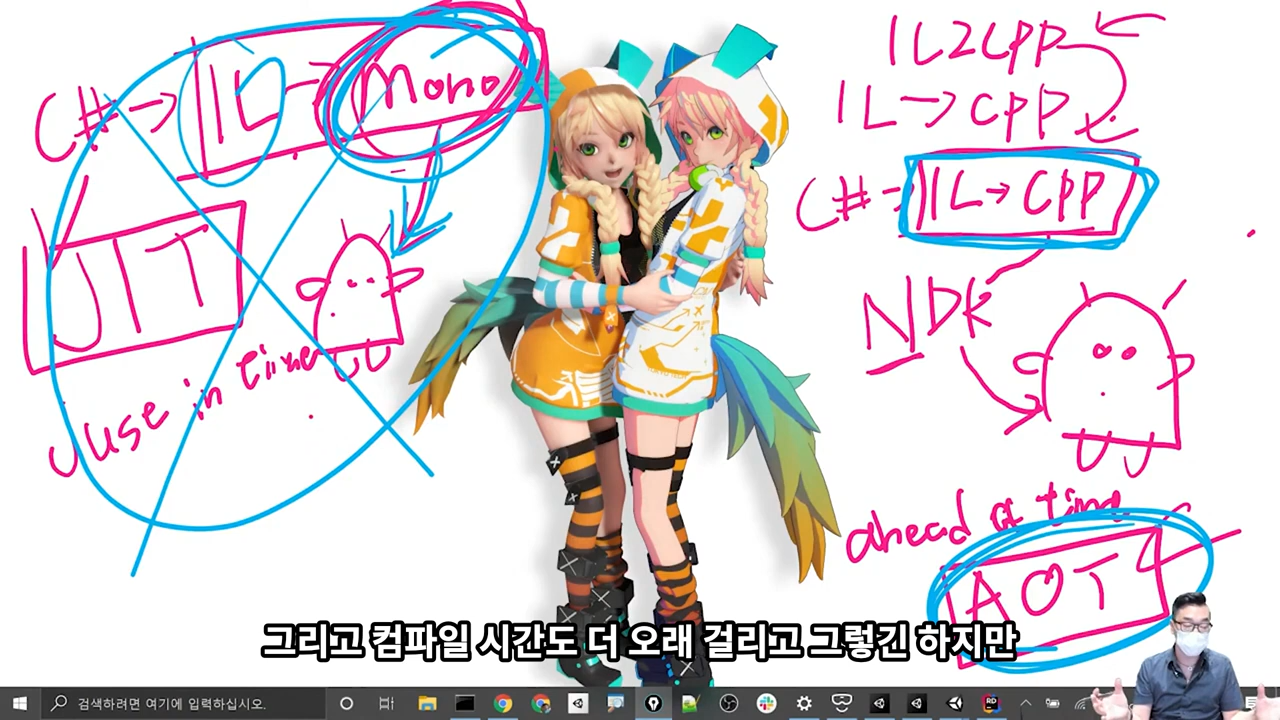 C# → IL → Mono
JIT
Juse in time
IL2CPP
IL → CPP
C# → IL → CPP
NDK
ahead of time
AOT
그리고 컴파일 시간도 더 오래 걸리고 그렇긴 하지만
검색하려면 여기에 입력하십시오.
RD